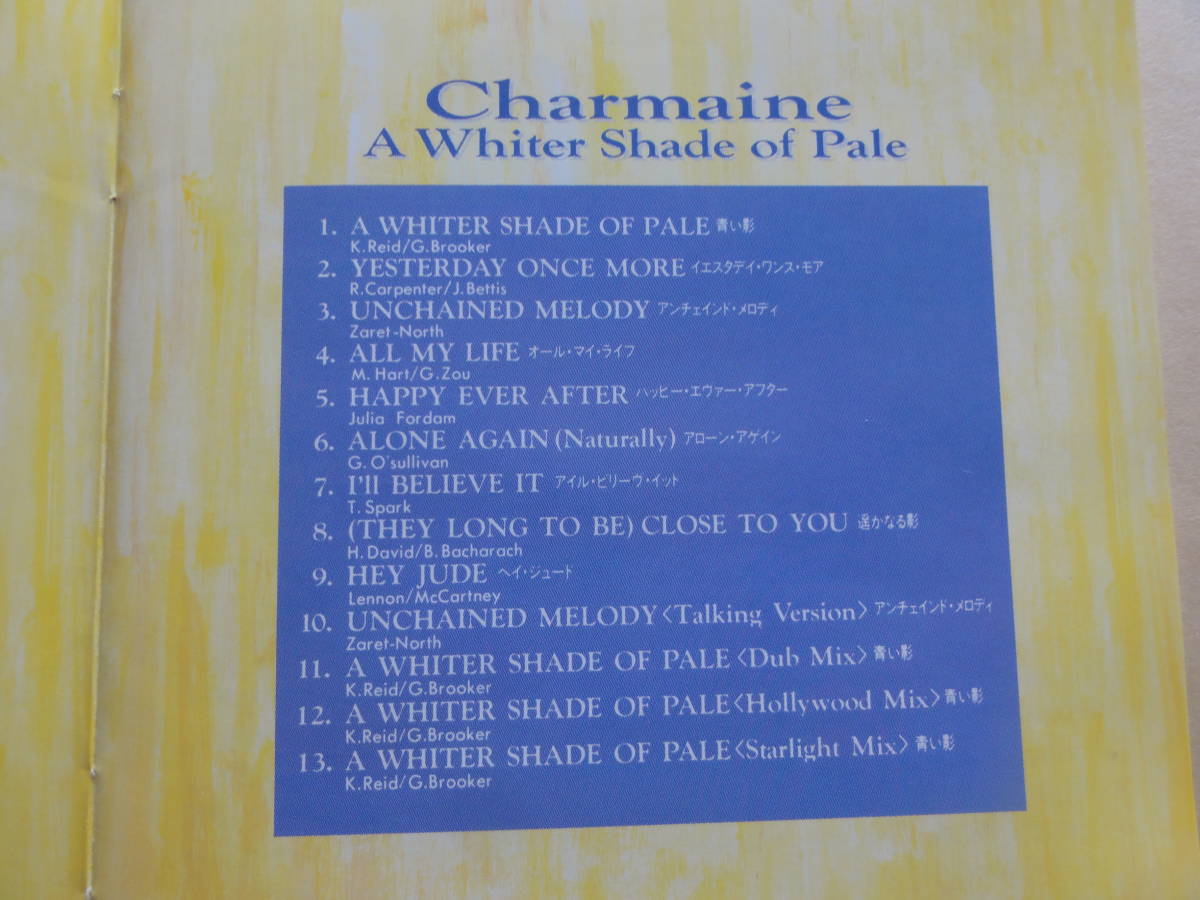 Charmaine
A Whiter Shade of Pale
1. A WHITER SHADE OF PALE 青い影
K.Reid/G.Brooker
2. YESTERDAY ONCE MORE イエスタデイ・ワンス・モア
R.Carpenter/J.Bettis
3. UNCHAINED MELODY アンチェインド・メロディ
Zaret-North
4. ALL MY LIFE オール・マイ・ライフ
M. Hart/G.Zou
5. HAPPY EVER AFTER ハッピー・エヴァー・アフター
Julia Fordam
6. ALONE AGAIN (Naturally) アローン・アゲイン
G. O'sullivan
7. I'll BELIEVE IT アイル・ビリーヴ・イット
T. Spark
8. (THEY LONG TO BE) CLOSE TO YOU 遥かなる影
H. David/B. Bacharach
9. HEY JUDE ヘイ・ジュード
Lennon/McCartney
10. UNCHAINED MELODY〈Talking Version〉アンチェインド・メロディ
Zaret-North
11. A WHITER SHADE OF PALE〈Dub Mix〉青い影
K.Reid/G.Brooker
12. A WHITER SHADE OF PALE〈Hollywood Mix〉青い影
K.Reid/G.Brooker
13. A WHITER SHADE OF PALE〈Starlight Mix〉青い影
K.Reid/G.Brooker